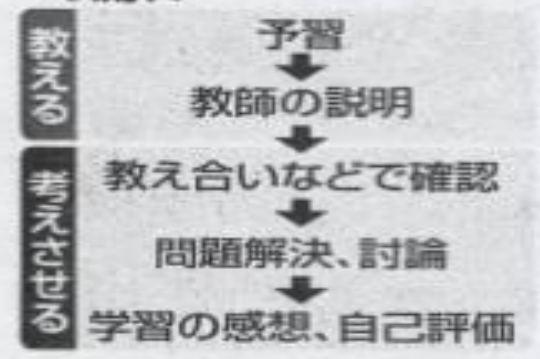 教える
予習
教師の説明
考えさせる
教え合いなどで確認
問題解決、討論
学習の感想、自己評価